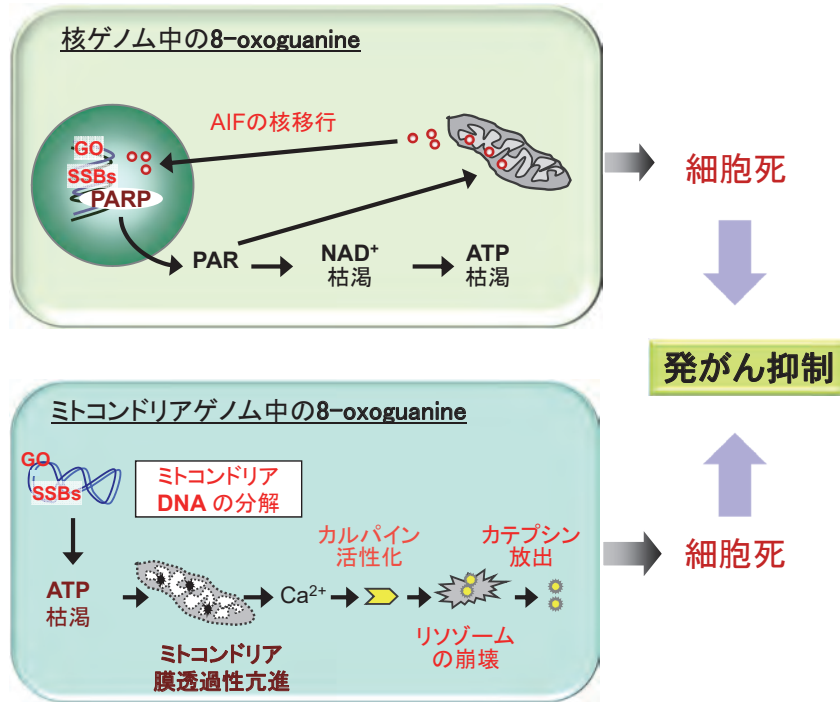 核ゲノム中の8-oxoguanine
AIFの核移行
GO
SSBs
PARP
PAR
NAD⁺
枯渇
ATP
枯渇
細胞死
発がん抑制
ミトコンドリアゲノム中の8-oxoguanine
GO
SSBs
ミトコンドリア
DNA の分解
ATP
枯渇
ミトコンドリア
膜透過性亢進
Ca²⁺
カルパイン
活性化
リソゾーム
の崩壊
カテプシン
放出
細胞死